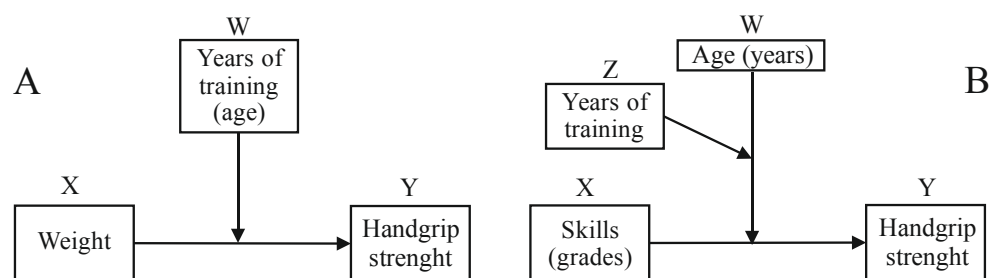 A
W
Years of
training
(age)
X
Weight
Y
Handgrip
strenght
B
W
Age (years)
Z
Years of
training
X
Skills
(grades)
Y
Handgrip
strenght